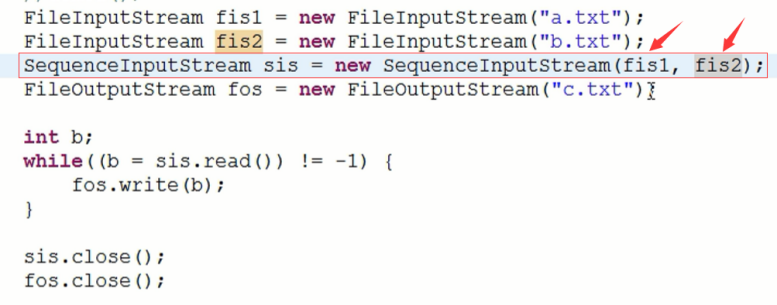 FileInputStream fis1 = new FileInputStream("a.txt");
FileInputStream fis2 = new FileInputStream("b.txt");
SequenceInputStream sis = new SequenceInputStream(fis1, fis2);
FileOutputStream fos = new FileOutputStream("c.txt");
int b;
while((b = sis.read()) != -1) {
fos.write(b);
}
sis.close();
fos.close();